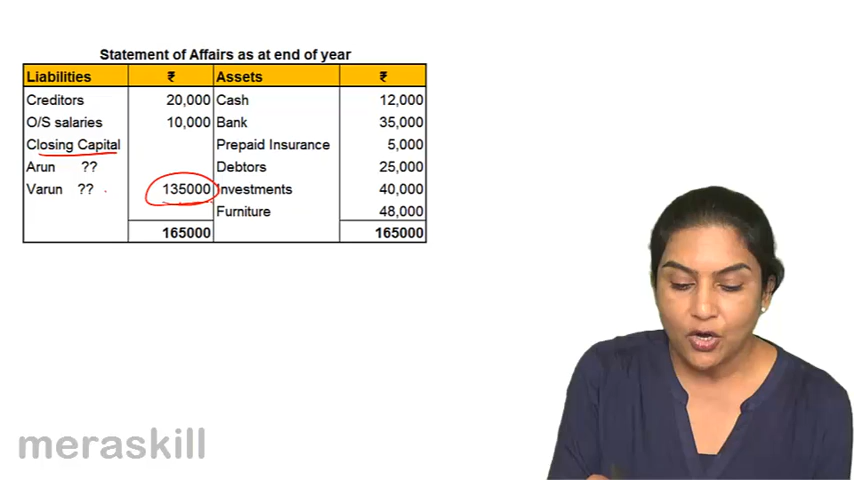 Statement of Affairs as at end of year
Liabilities ₹ Assets ₹
Creditors 20,000 Cash 12,000
O/S salaries 10,000 Bank 35,000
Closing Capital Prepaid Insurance 5,000
Arun ?? Debtors 25,000
Varun ?? 135000 Investments 40,000
Furniture 48,000
165000 165000
meraskill